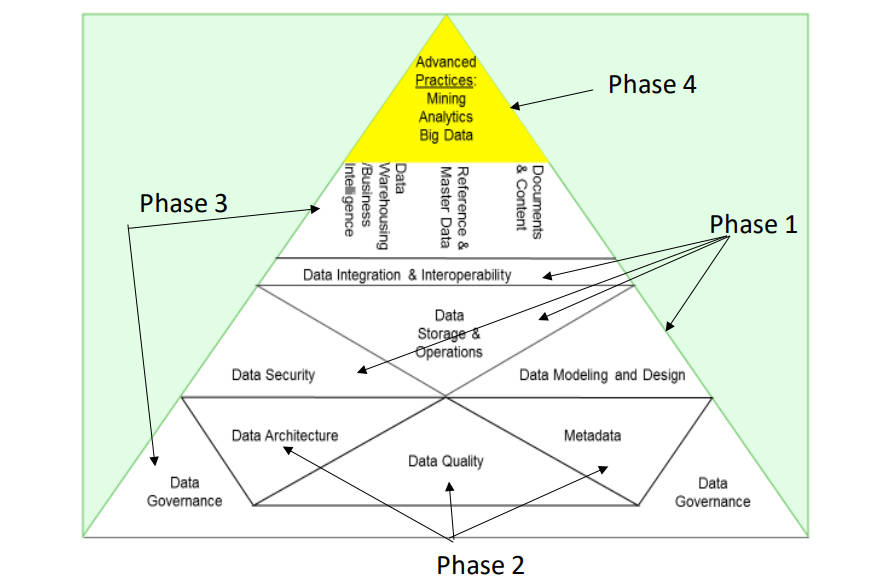 Advanced
Practices:
Mining
Analytics
Big Data
Phase 4
Data
Warehousing
/Business
Intelligence
Reference &
Master Data
Documents
& Content
Phase 3
Phase 1
Data Integration & Interoperability
Data
Storage &
Operations
Data Security
Data Modeling and Design
Data Architecture
Metadata
Data Quality
Data
Governance
Data
Governance
Phase 2